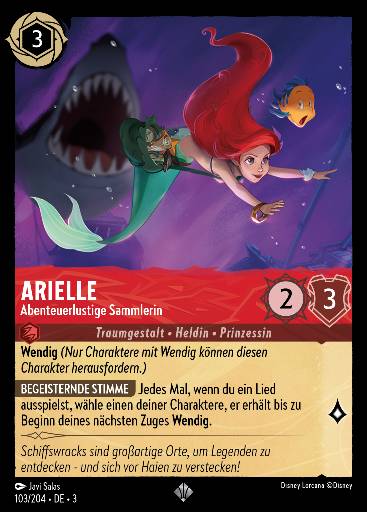 3
ARIELLE
Abenteuerlustige Sammlerin
2
3
Traumgestalt • Heldin • Prinzessin
Wendig (Nur Charaktere mit Wendig können diesen
Charakter herausfordern.)
BEGEISTERNDE STIMME Jedes Mal, wenn du ein Lied
ausspielst, wähle einen deiner Charaktere, er erhält bis zu
Beginn deines nächsten Zuges Wendig.
Schiffswracks sind großartige Orte, um Legenden zu
entdecken - und sich vor Haien zu verstecken!
Javi Salas
103/204 • DE • 3
Disney Lorcana ©Disney